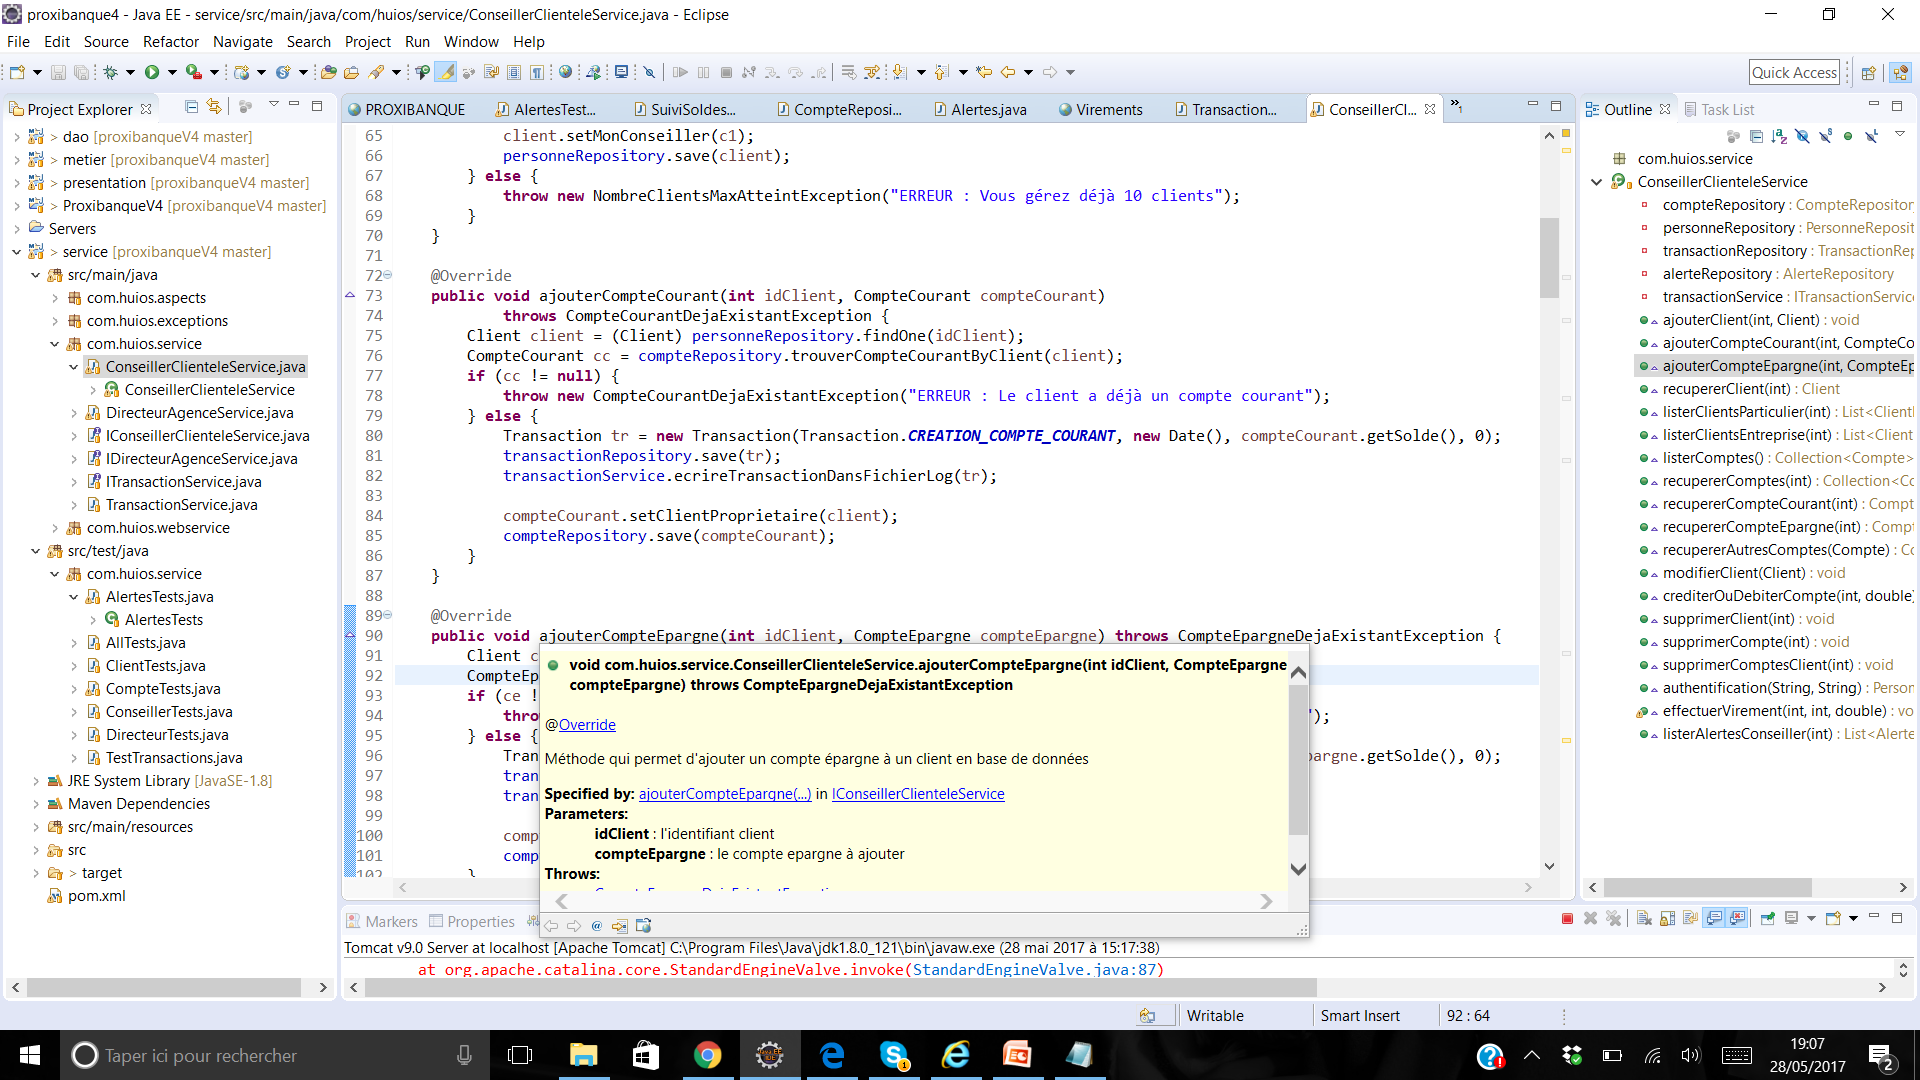 proxibanque4 - Java EE - service/src/main/java/com/huios/service/ConseillerClienteleService.java - Eclipse
File Edit Source Refactor Navigate Search Project Run Window Help
Quick Access
Project Explorer
> dao [proxibanqueV4 master]
> metier [proxibanqueV4 master]
> presentation [proxibanqueV4 master]
> ProxibanqueV4 [proxibanqueV4 master]
Servers
> service [proxibanqueV4 master]
src/main/java
com.huios.aspects
com.huios.exceptions
com.huios.service
ConseillerClienteleService.java
ConseillerClienteleService
DirecteurAgenceService.java
IConseillerClienteleService.java
IDirecteurAgenceService.java
ITransactionService.java
TransactionService.java
com.huios.webservice
src/test/java
com.huios.service
AlertesTests.java
AlertesTests
AllTests.java
ClientTests.java
CompteTests.java
ConseillerTests.java
DirecteurTests.java
TestTransactions.java
JRE System Library [JavaSE-1.8]
Maven Dependencies
src/main/resources
src
> target
pom.xml
PROXIBANQUE AlertesTest... SuiviSoldes... CompteReposi... Alertes.java Virements Transaction... ConseillerCl... »1
65 client.setMonConseiller(c1);
66 personneRepository.save(client);
67 } else {
68 throw new NombreClientsMaxAtteintException("ERREUR : Vous gérez déjà 10 clients");
69 }
70 }
71
72 @Override
73 public void ajouterCompteCourant(int idClient, CompteCourant compteCourant)
74 throws CompteCourantDejaExistantException {
75 Client client = (Client) personneRepository.findOne(idClient);
76 CompteCourant cc = compteRepository.trouverCompteCourantByClient(client);
77 if (cc != null) {
78 throw new CompteCourantDejaExistantException("ERREUR : Le client a déjà un compte courant");
79 } else {
80 Transaction tr = new Transaction(Transaction.CREATION_COMPTE_COURANT, new Date(), compteCourant.getSolde(), 0);
81 transactionRepository.save(tr);
82 transactionService.ecrireTransactionDansFichierLog(tr);
83
84 compteCourant.setClientProprietaire(client);
85 compteRepository.save(compteCourant);
86 }
87 }
88
89 @Override
90 public void ajouterCompteEpargne(int idClient, CompteEpargne compteEpargne) throws CompteEpargneDejaExistantException {
91 Client c
92 CompteEp
93 if (ce !
94 throw ");
95 } else {
96 Tran pargne.getSolde(), 0);
97 tran
98 tran
99
100 comp
101 comp
102 }
void com.huios.service.ConseillerClienteleService.ajouterCompteEpargne(int idClient, CompteEpargne
compteEpargne) throws CompteEpargneDejaExistantException
@Override
Méthode qui permet d'ajouter un compte épargne à un client en base de données
Specified by: ajouterCompteEpargne(...) in IConseillerClienteleService
Parameters:
idClient : l'identifiant client
compteEpargne : le compte epargne à ajouter
Throws:
Outline Task List
com.huios.service
ConseillerClienteleService
compteRepository : CompteRepositor
personneRepository : PersonneReposit
transactionRepository : TransactionRep
alerteRepository : AlerteRepository
transactionService : ITransactionService
ajouterClient(int, Client) : void
ajouterCompteCourant(int, CompteCo
ajouterCompteEpargne(int, CompteEp
recupererClient(int) : Client
listerClientsParticulier(int) : List<Client
listerClientsEntreprise(int) : List<Client
listerComptes() : Collection<Compte>
recupererComptes(int) : Collection<Co
recupererCompteCourant(int) : Compt
recupererCompteEpargne(int) : Compt
recupererAutresComptes(Compte) : Co
modifierClient(Client) : void
crediterOuDebiterCompte(int, double)
supprimerClient(int) : void
supprimerCompte(int) : void
supprimerComptesClient(int) : void
authentification(String, String) : Person
effectuerVirement(int, int, double) : vo
listerAlertesConseiller(int) : List<Alerte
Markers Properties
Tomcat v9.0 Server at localhost [Apache Tomcat] C:\Program Files\Java\jdk1.8.0_121\bin\javaw.exe (28 mai 2017 à 15:17:38)
at org.apache.catalina.core.StandardEngineValve.invoke(StandardEngineValve.java:87)
Writable Smart Insert 92 : 64
Taper ici pour rechercher
19:07
28/05/2017
2